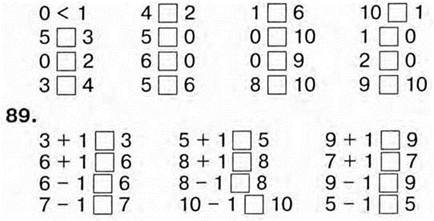 0 < 1 4 □ 2 1 □ 6 10 □ 1
5 □ 3 5 □ 0 0 □ 10 1 □ 0
0 □ 2 6 □ 0 0 □ 9 2 □ 0
3 □ 4 5 □ 6 8 □ 10 9 □ 10
89.
3 + 1 □ 3 5 + 1 □ 5 9 + 1 □ 9
6 + 1 □ 6 8 + 1 □ 8 7 + 1 □ 7
6 − 1 □ 6 8 − 1 □ 8 9 − 1 □ 9
7 − 1 □ 7 10 − 1 □ 10 5 − 1 □ 5